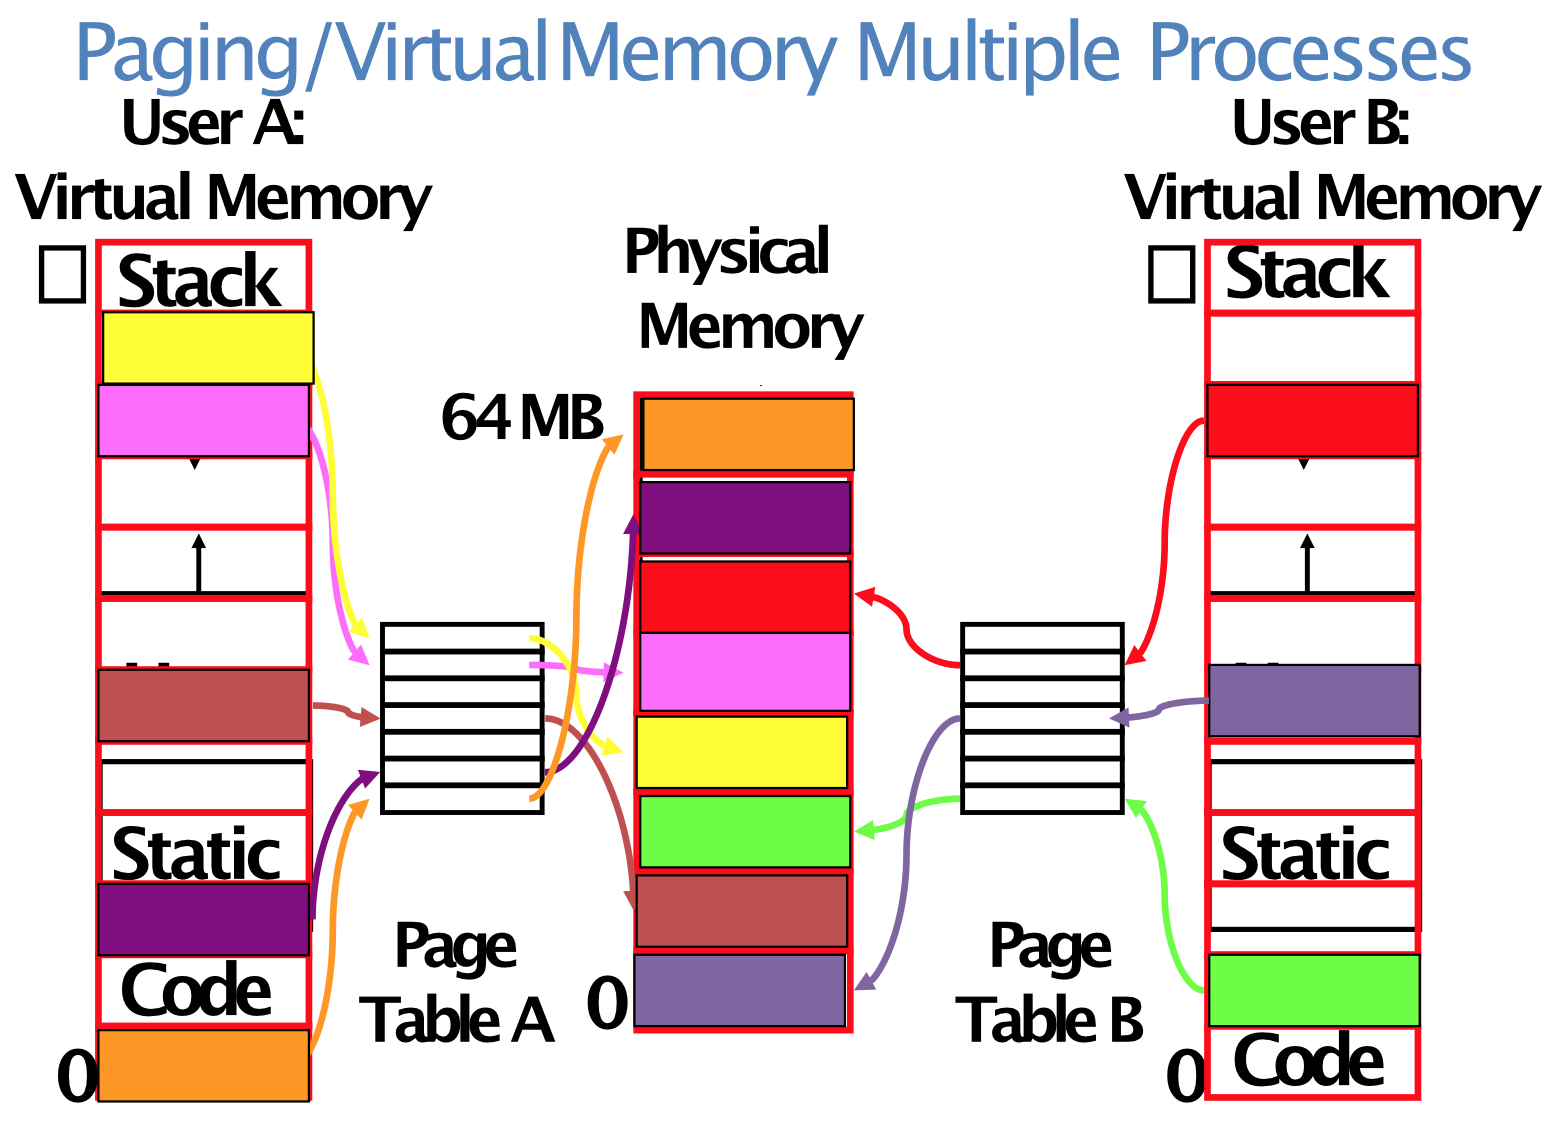 Paging/Virtual Memory Multiple Processes
User A:
Virtual Memory
User B:
Virtual Memory
Physical
Memory
Stack
Stack
64 MB
Static
Static
Page
Table A
Page
Table B
Code
0
0
Code
0